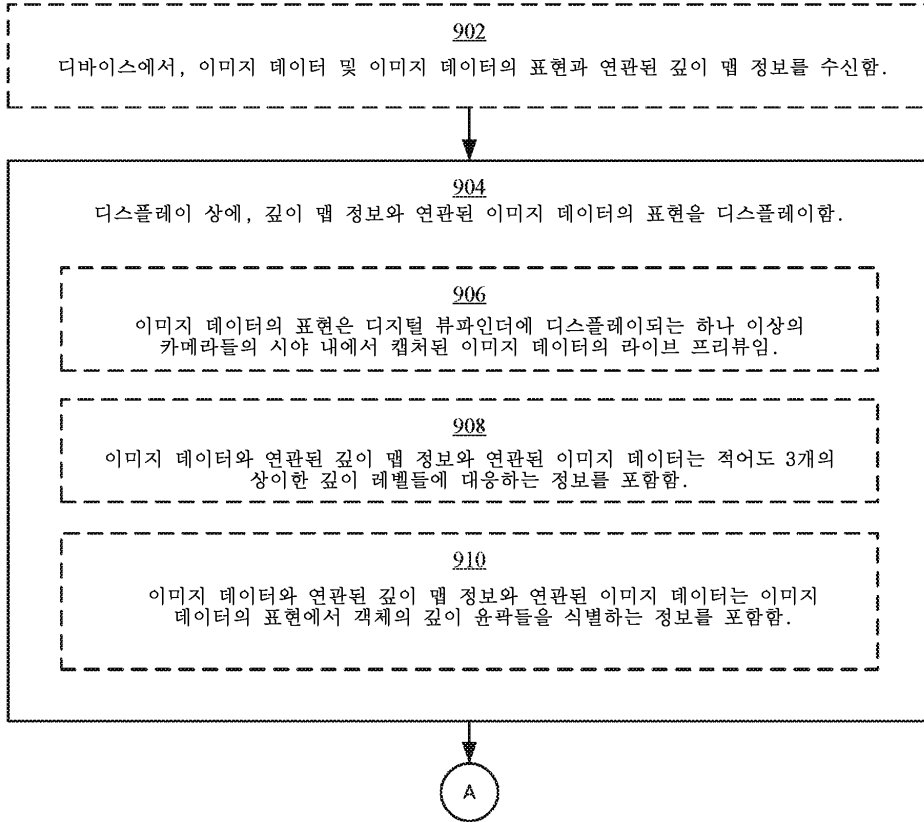 902
디바이스에서, 이미지 데이터 및 이미지 데이터의 표현과 연관된 깊이 맵 정보를 수신함.
904
디스플레이 상에, 깊이 맵 정보와 연관된 이미지 데이터의 표현을 디스플레이함.
906
이미지 데이터의 표현은 디지털 뷰파인더에 디스플레이되는 하나 이상의
카메라들의 시야 내에서 캡처된 이미지 데이터의 라이브 프리뷰임.
908
이미지 데이터와 연관된 깊이 맵 정보와 연관된 이미지 데이터는 적어도 3개의
상이한 깊이 레벨들에 대응하는 정보를 포함함.
910
이미지 데이터와 연관된 깊이 맵 정보와 연관된 이미지 데이터는 이미지
데이터의 표현에서 객체의 깊이 윤곽들을 식별하는 정보를 포함함.
A